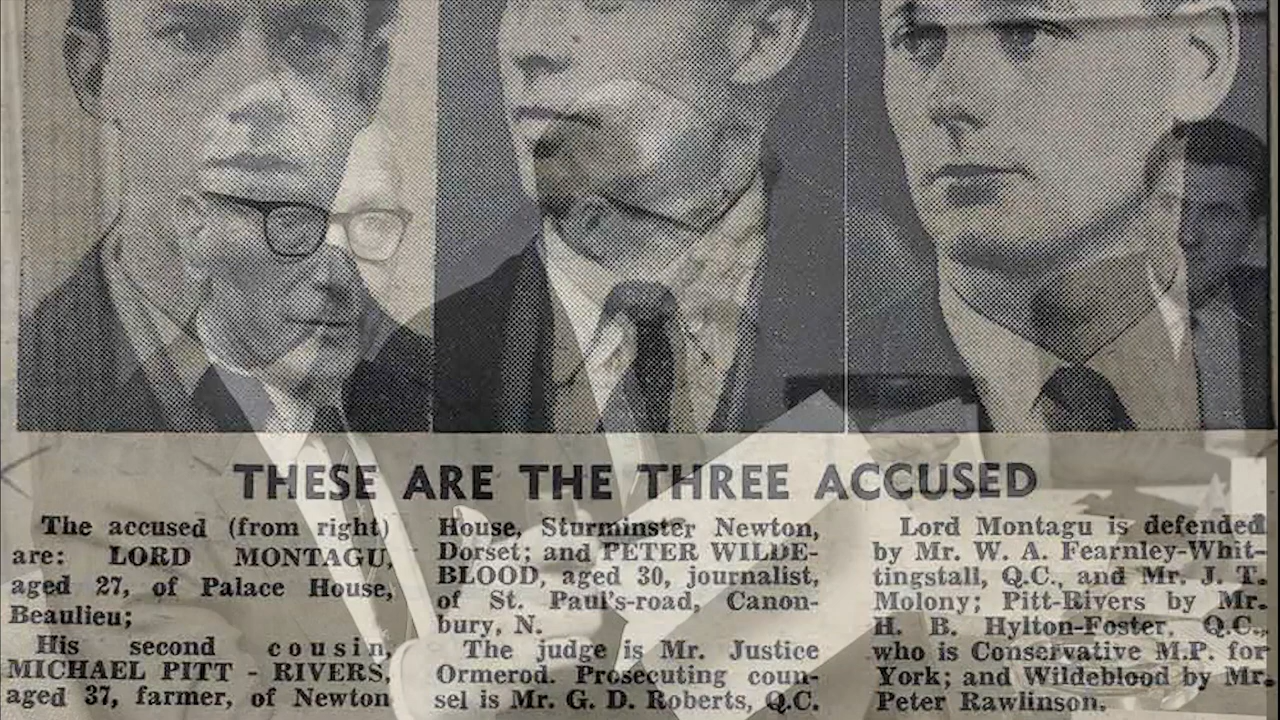 THESE ARE THE THREE ACCUSED
The accused (from right)
are: LORD MONTAGU,
aged 27, of Palace House,
Beaulieu;
His second cousin,
MICHAEL PITT - RIVERS,
aged 37, farmer, of Newton
House, Sturminster Newton,
Dorset; and PETER WILDE-
BLOOD, aged 30, journalist,
of St. Paul's-road, Canon-
bury, N.
The judge is Mr. Justice
Ormerod. Prosecuting coun-
sel is Mr. G. D. Roberts, Q.C.
Lord Montagu is defended
by Mr. W. A. Fearnley-Whit-
tingstall, Q.C., and Mr. J. T.
Molony; Pitt-Rivers by Mr.
H. B. Hylton-Foster, Q.C.,
who is Conservative M.P. for
York; and Wildeblood by Mr.
Peter Rawlinson.